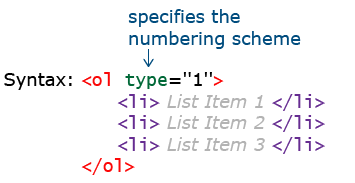 specifies the
numbering scheme
Syntax: <ol type="1">
<li> List Item 1 </li>
<li> List Item 2 </li>
<li> List Item 3 </li>
</ol>